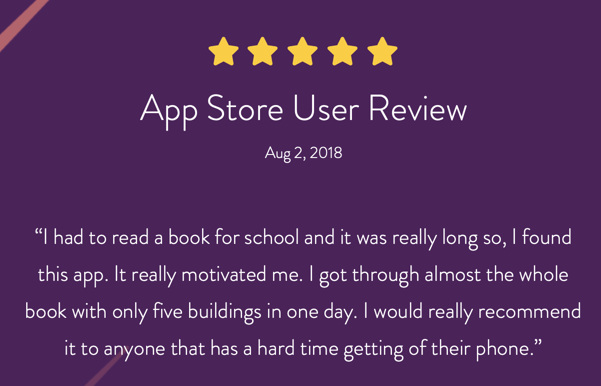 App Store User Review
Aug 2, 2018
“I had to read a book for school and it was really long so, I found
this app. It really motivated me. I got through almost the whole
book with only five buildings in one day. I would really recommend
it to anyone that has a hard time getting of their phone.”